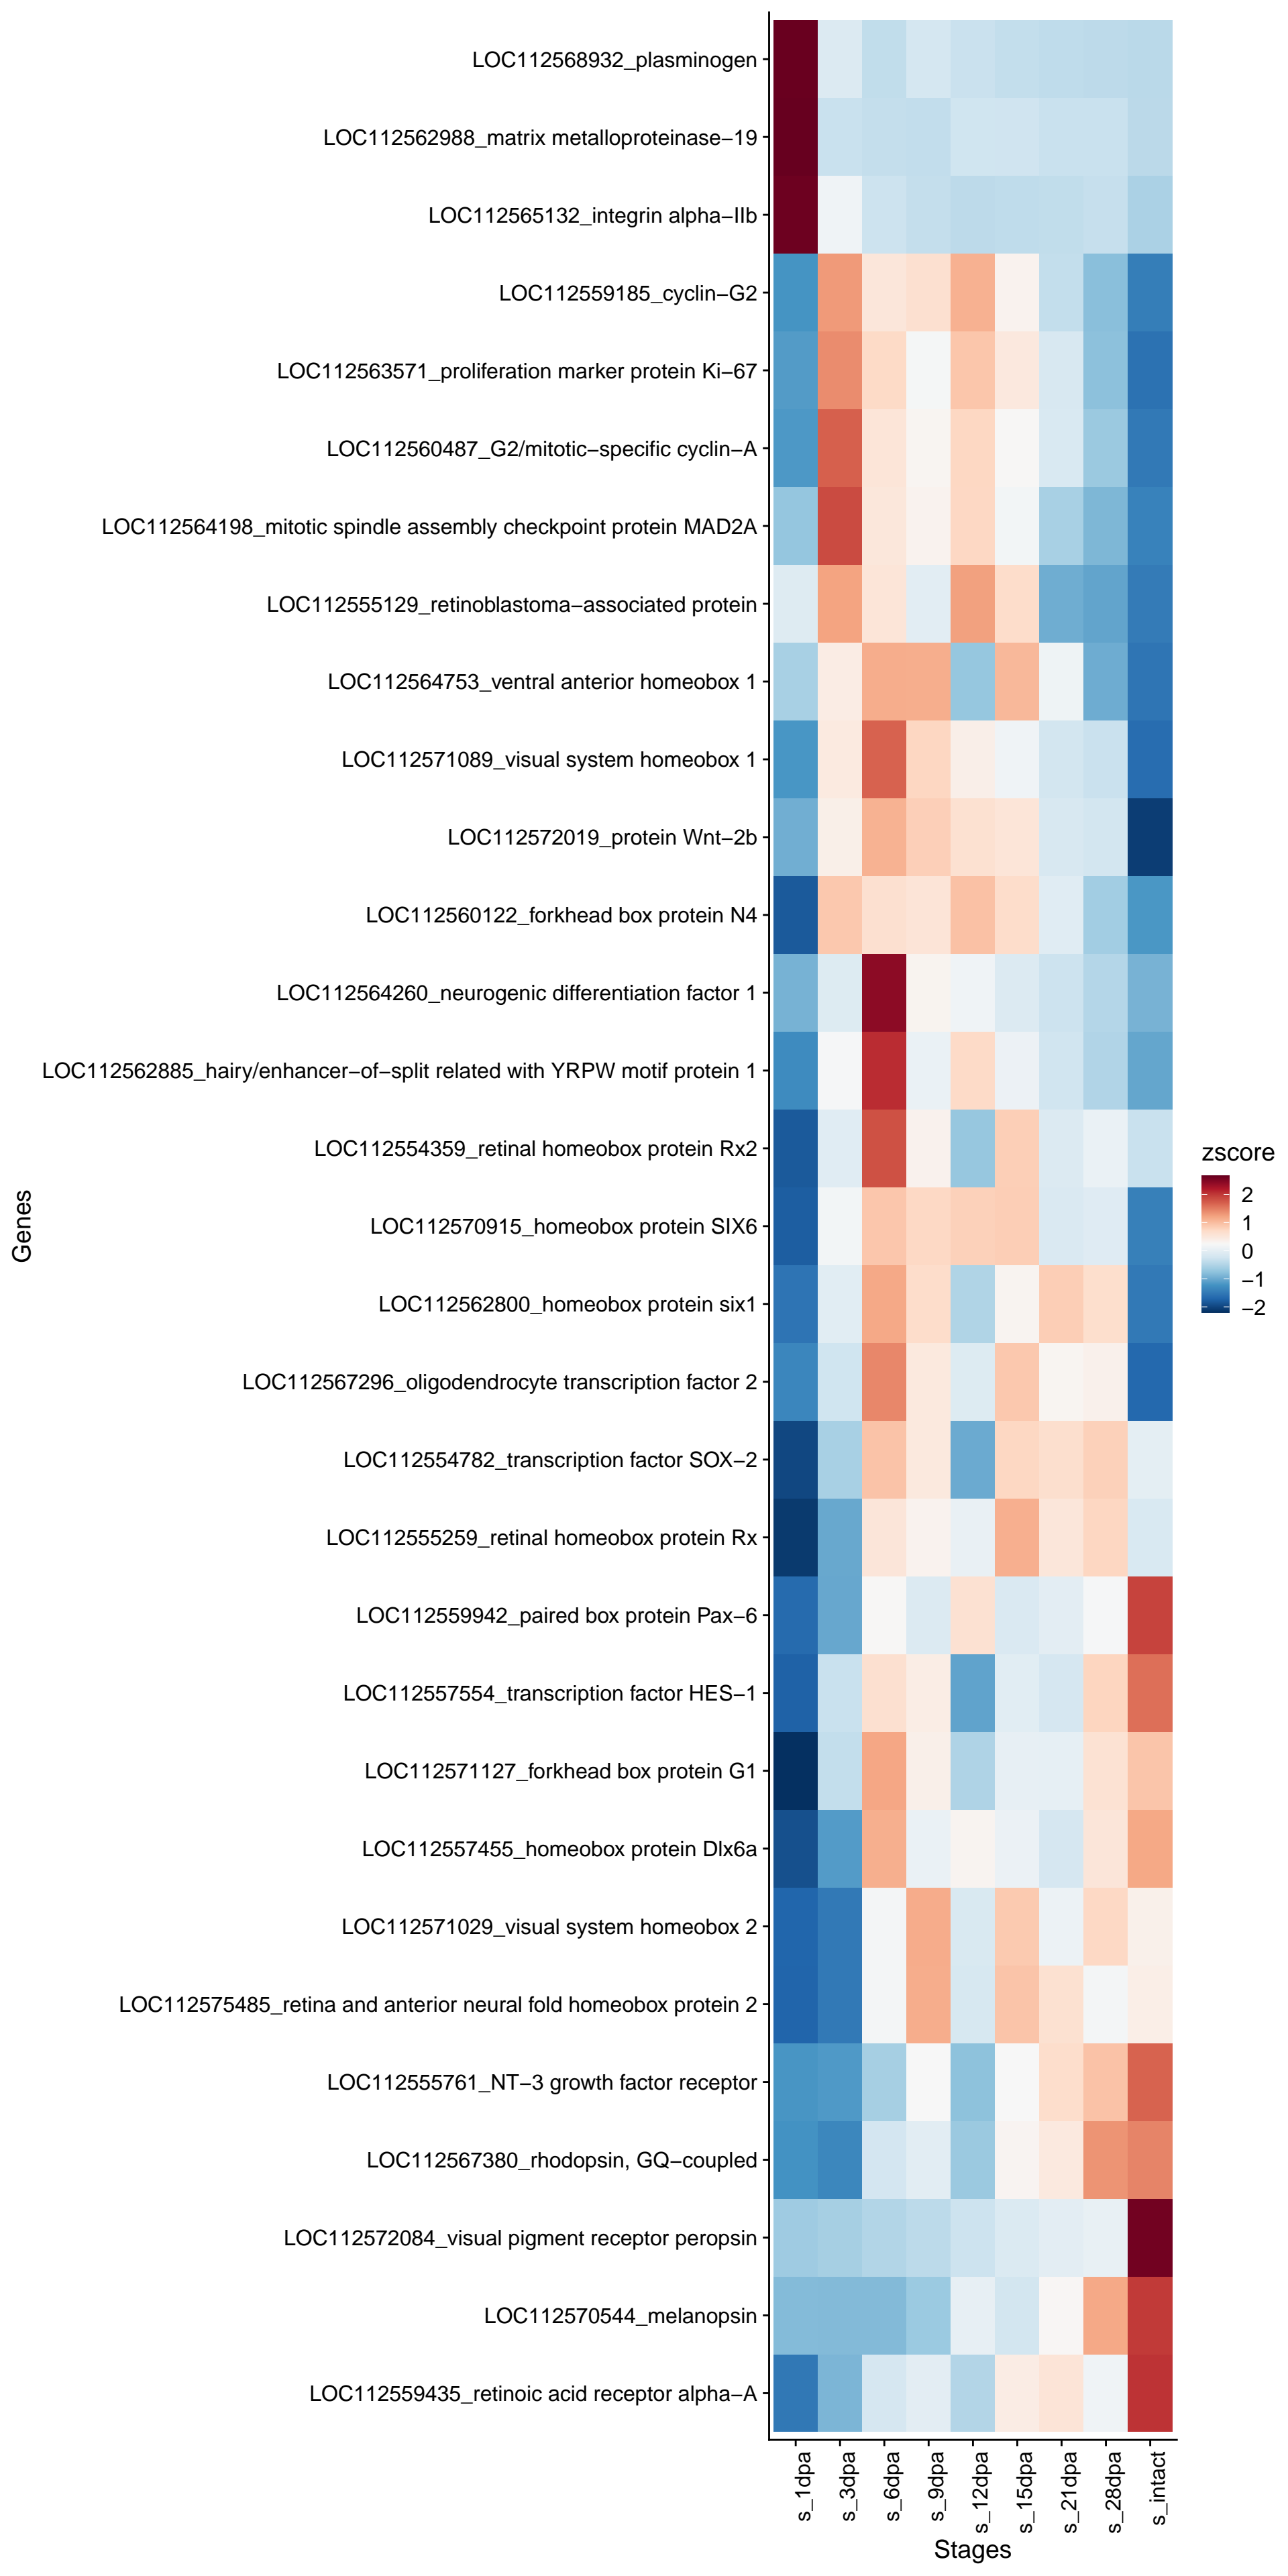 LOC112568932_plasminogen
LOC112562988_matrix metalloproteinase−19
LOC112565132_integrin alpha−IIb
LOC112559185_cyclin−G2
LOC112563571_proliferation marker protein Ki−67
LOC112560487_G2/mitotic−specific cyclin−A
LOC112564198_mitotic spindle assembly checkpoint protein MAD2A
LOC112555129_retinoblastoma−associated protein
LOC112564753_ventral anterior homeobox 1
LOC112571089_visual system homeobox 1
LOC112572019_protein Wnt−2b
LOC112560122_forkhead box protein N4
LOC112564260_neurogenic differentiation factor 1
LOC112562885_hairy/enhancer−of−split related with YRPW motif protein 1
LOC112554359_retinal homeobox protein Rx2
LOC112570915_homeobox protein SIX6
LOC112562800_homeobox protein six1
LOC112567296_oligodendrocyte transcription factor 2
LOC112554782_transcription factor SOX−2
LOC112555259_retinal homeobox protein Rx
LOC112559942_paired box protein Pax−6
LOC112557554_transcription factor HES−1
LOC112571127_forkhead box protein G1
LOC112557455_homeobox protein Dlx6a
LOC112571029_visual system homeobox 2
LOC112575485_retina and anterior neural fold homeobox protein 2
LOC112555761_NT−3 growth factor receptor
LOC112567380_rhodopsin, GQ−coupled
LOC112572084_visual pigment receptor peropsin
LOC112570544_melanopsin
LOC112559435_retinoic acid receptor alpha−A
Genes
s_1dpa
s_3dpa
s_6dpa
s_9dpa
s_12dpa
s_15dpa
s_21dpa
s_28dpa
s_intact
Stages
zscore
2
1
0
−1
−2